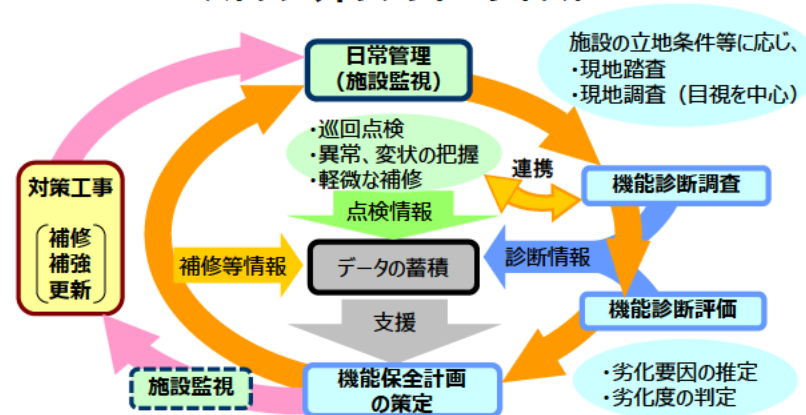 日常管理
（施設監視）
施設の立地条件等に応じ、
・現地踏査
・現地調査（目視を中心）
・巡回点検
・異常、変状の把握
・軽微な補修
連携
対策工事
補修
補強
更新
点検情報
機能診断調査
補修等情報
データの蓄積
診断情報
支援
機能診断評価
施設監視
機能保全計画
の策定
・劣化要因の推定
・劣化度の判定